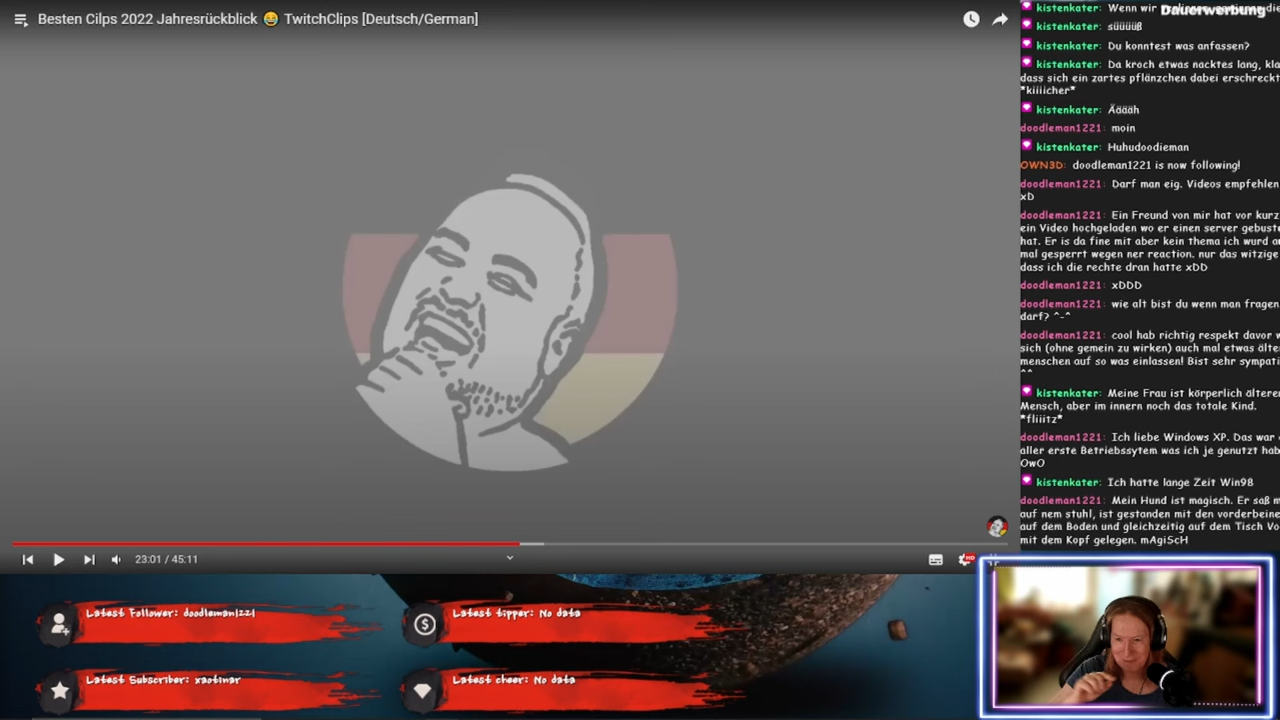 Besten Cilps 2022 Jahresrückblick 😂 TwitchClips [Deutsch/German]
Dauerwerbung
kistenkater: Wenn wir
kistenkater: süüüüß
kistenkater: Du konntest was anfassen?
kistenkater: Da kroch etwas nacktes lang,
dass sich ein zartes pflänzchen dabei erschreckt
*kiiiicher*
kistenkater: Äääàh
doodleman1221: moin
kistenkater: Huhudoodieman
OWN3D: doodleman1221 is now following!
doodleman1221: Darf man eig. Videos empfehlen
xD
doodleman1221: Ein Freund von mir hat vor
ein Video hochgeladen wo er einen server
hat. Er is da fine mit aber kein thema ich wurd
mal gesperrt wegen ner reaction. nur das witzige
dass ich die rechte dran hatte xDD
doodleman1221: xDDD
doodleman1221: wie alt bist du wenn man fragen
darf? ^-^
doodleman1221: cool hab richtig respekt davor
sich (ohne gemein zu wirken) auch mal etwas
menschen auf so was einlassen! Bist sehr
^^
kistenkater: Meine Frau ist körperlich
Mensch, aber im innern noch das totale Kind.
*fliiitz*
doodleman1221: Ich liebe Windows XP. Das war
aller erste Betriebssytem was ich je genutzt
OwO
kistenkater: Ich hatte lange Zeit Win98
doodleman1221: Mein Hund ist magisch. Er saß
auf nem stuhl, ist gestanden mit den
auf dem Boden und gleichzeitig auf dem Tisch
mit dem Kopf gelegen. mAgiScH
23:01 / 45:11
HD
Latest Follower: doodleman1221
Latest tipper: No data
Latest Subscriber: xaotinar
Latest cheer: No data